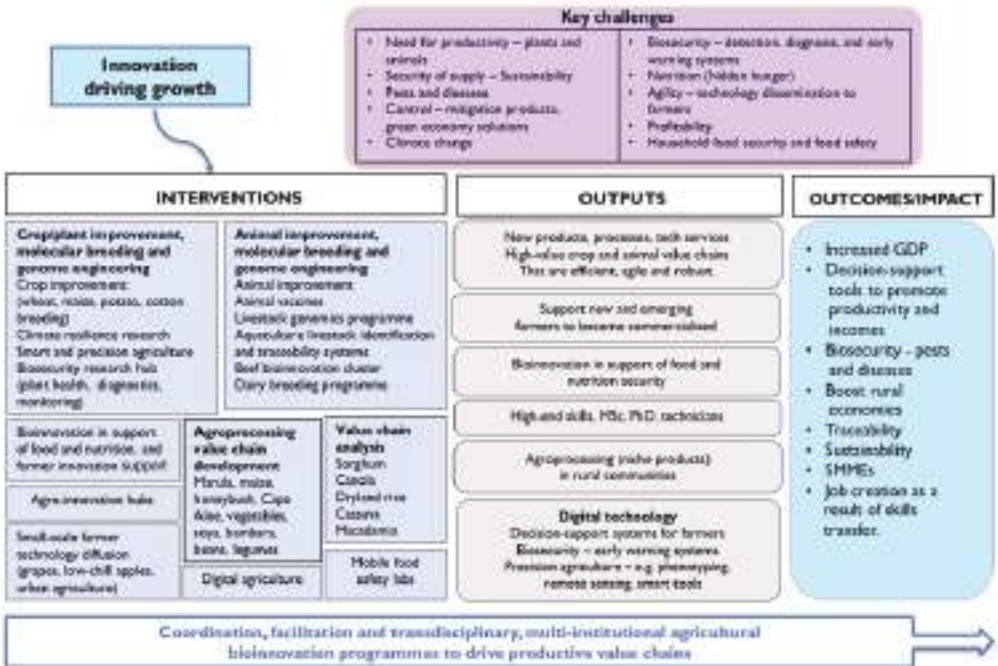 Key challenges
• Need for productivity – plants and
animals
• Security of supply – Sustainability
• Pests and diseases
• Control – mitigation products,
green economy solutions
• Climate change
• Biosecurity – detection, diagnosis, and early
warning systems
• Nutrition (hidden hunger)
• Agility – technology dissemination to
farmers
• Profitability
• Household food security and food safety
Innovation
driving growth
INTERVENTIONS
Crop/plant improvement,
molecular breeding and
genome engineering
Crop improvement:
(wheat, maize, potato, cotton
breeding)
Climate resilience research
Smart and precision agriculture
Biosecurity research hub
(plant health, diagnostics,
monitoring)
Animal improvement,
molecular breeding and
genome engineering
Animal improvement
Animal vaccines
Livestock genomics programme
Aquaculture livestock identification
and traceability systems
Beef bioinnovation cluster
Dairy breeding programme
Bioinnovation in support
of food and nutrition, and
farmer innovation support
Agro-innovation hubs
Small-scale farmer
technology diffusion
(grapes, low-chill apples,
urban agriculture)
Agroprocessing
value chain
development
Marula, maize,
honeybush, Cape
Aloe, vegetables,
soya, bambara,
beans, legumes
Digital agriculture
Value chain
analysis
Sorghum
Canola
Dryland rice
Cassava
Macadamia
Mobile food
safety labs
OUTPUTS
New products, processes, tech services
High-value crop and animal value chains
That are efficient, agile and robust
Support new and emerging
farmers to become commercialised
Bioinnovation in support of food and
nutrition security
High-end skills, MSc, PhD, technicians
Agroprocessing (niche products)
in rural communities
Digital technology
Decision-support systems for farmers
Biosecurity – early warning systems
Precision agriculture – e.g. phenotyping,
remote sensing, smart tools
OUTCOMES/IMPACT
• Increased GDP
• Decision-support
tools to promote
productivity and
incomes
• Biosecurity - pests
and diseases
• Boost rural
economies
• Traceability
• Sustainability
• SMMEs
• Job creation as a
result of skills
transfer.
Coordination, facilitation and transdisciplinary, multi-institutional agricultural
bioinnovation programmes to drive productive value chains